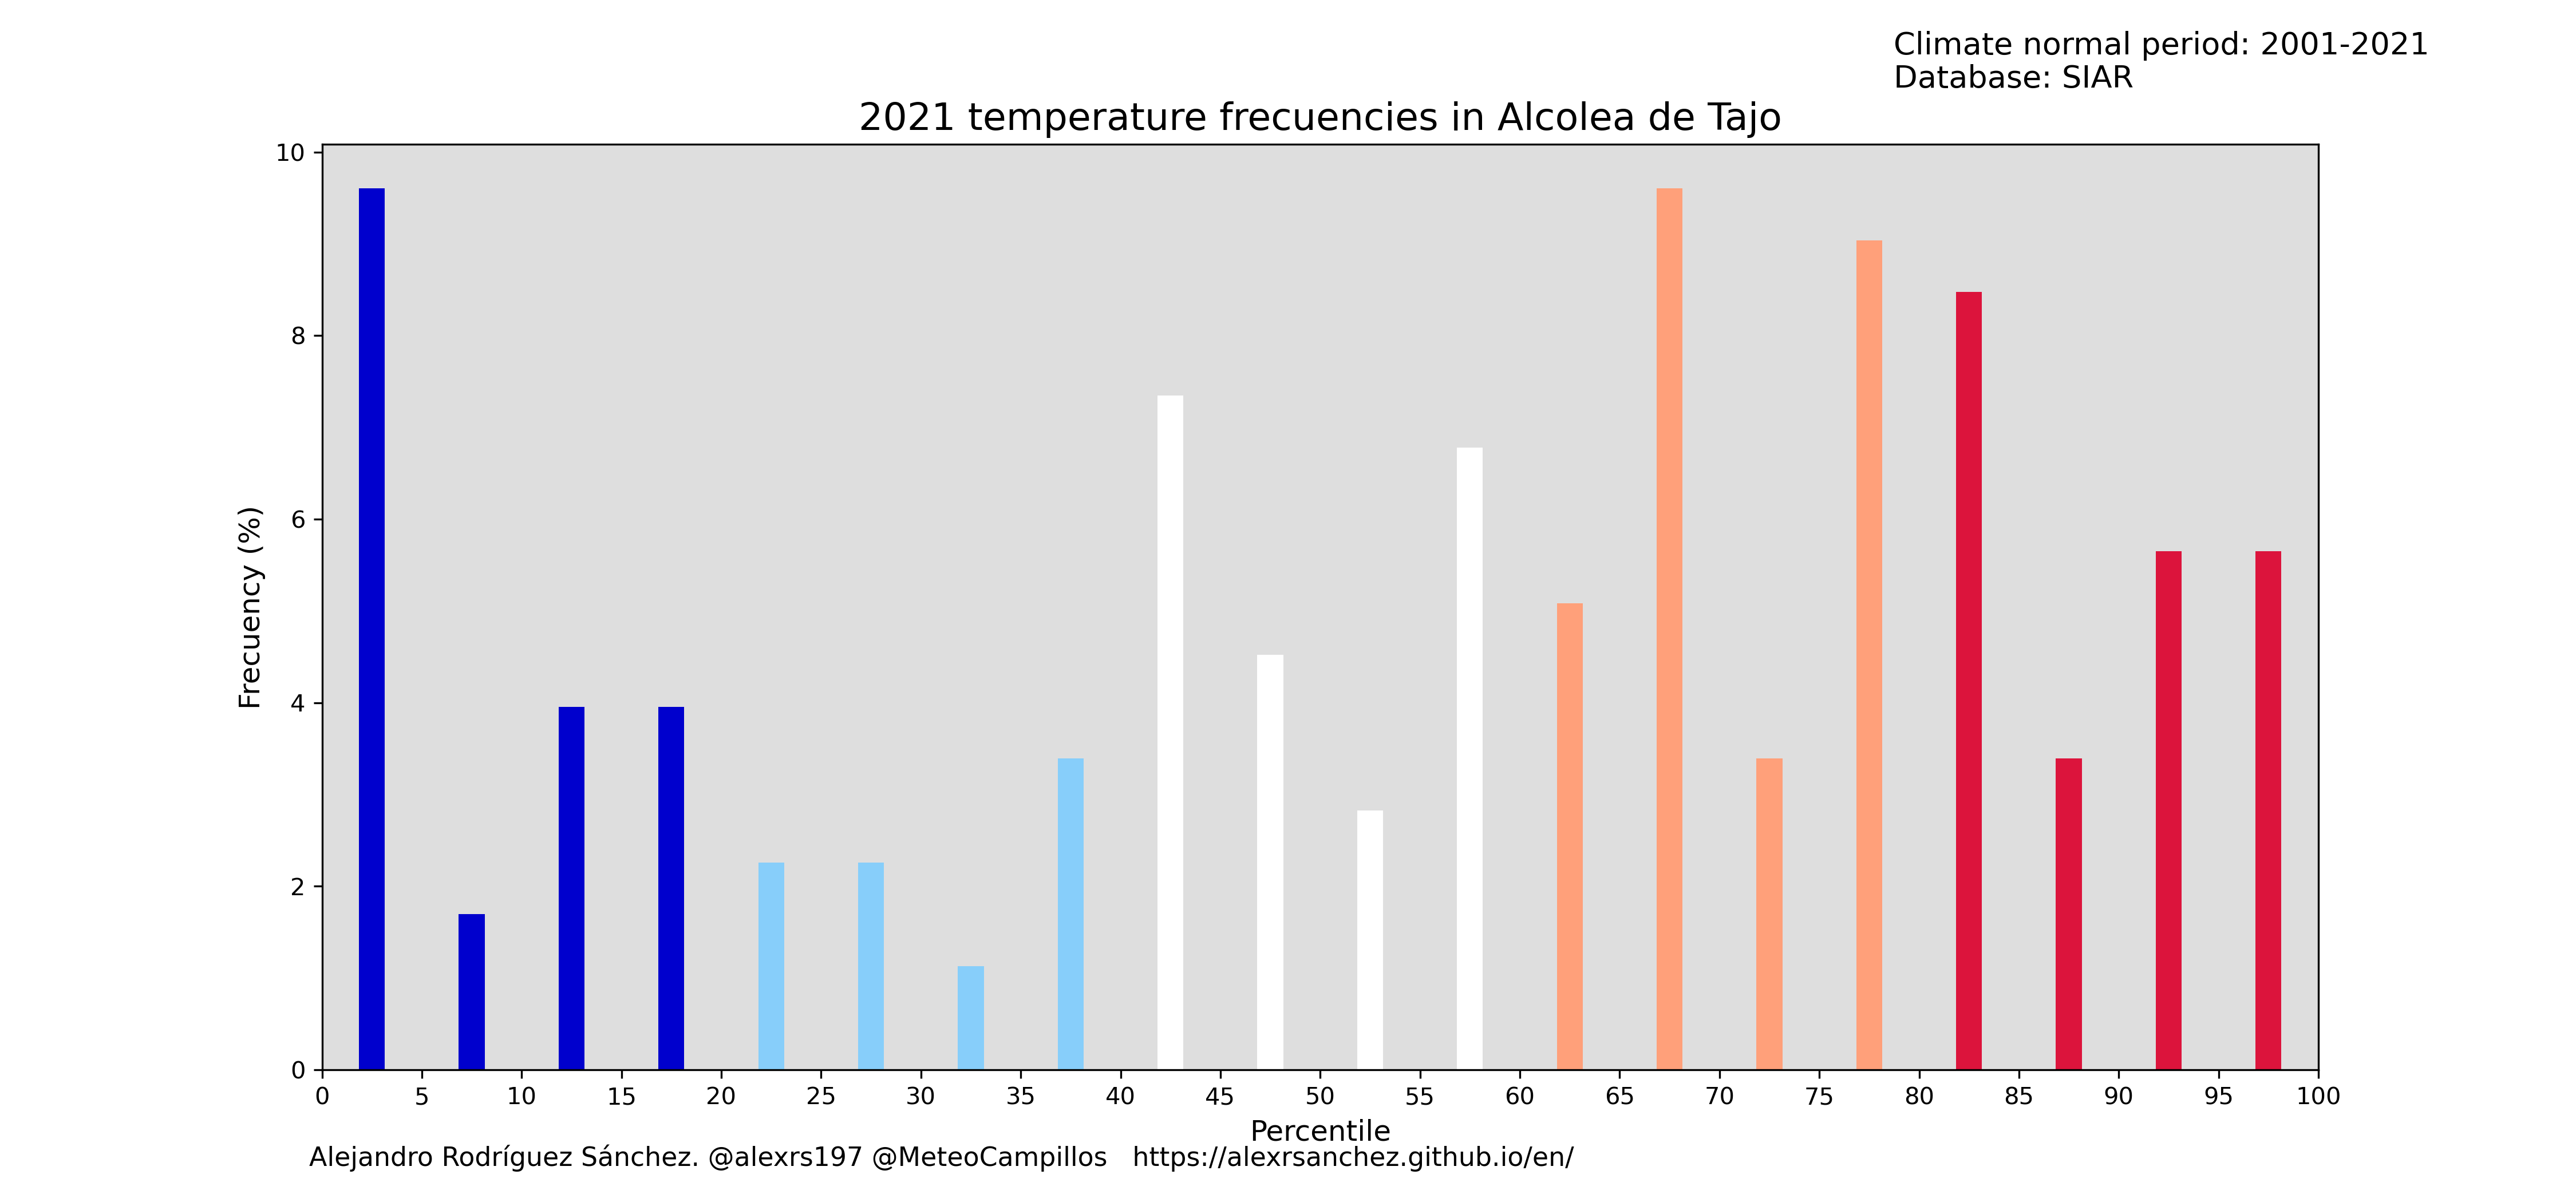 Climate normal period: 2001-2021
Database: SIAR
2021 temperature frecuencies in Alcolea de Tajo
10
8
6
4
2
0
Frecuency (%)
0 5 10 15 20 25 30 35 40 45 50 55 60 65 70 75 80 85 90 95 100
Percentile
Alejandro Rodríguez Sánchez. @alexrs197 @MeteoCampillos https://alexrsanchez.github.io/en/